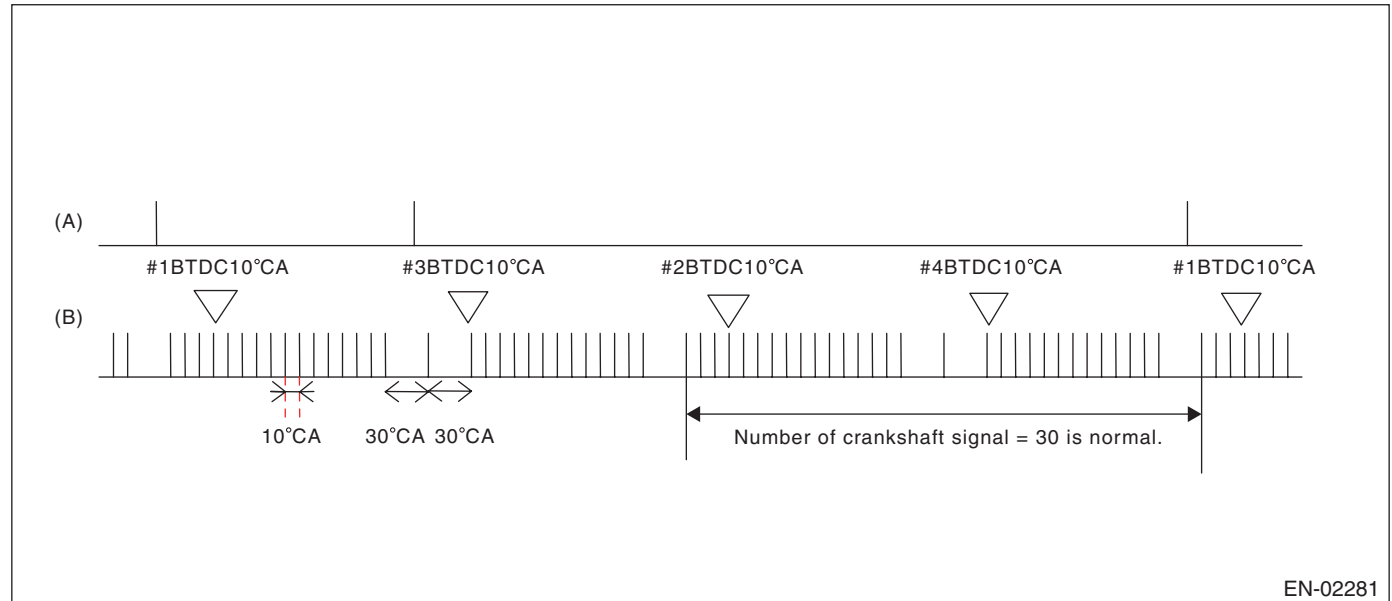 (A)
#1BTDC10°CA #3BTDC10°CA #2BTDC10°CA #4BTDC10°CA #1BTDC10°CA
(B)
10°CA 30°CA 30°CA Number of crankshaft signal = 30 is normal.
EN-02281